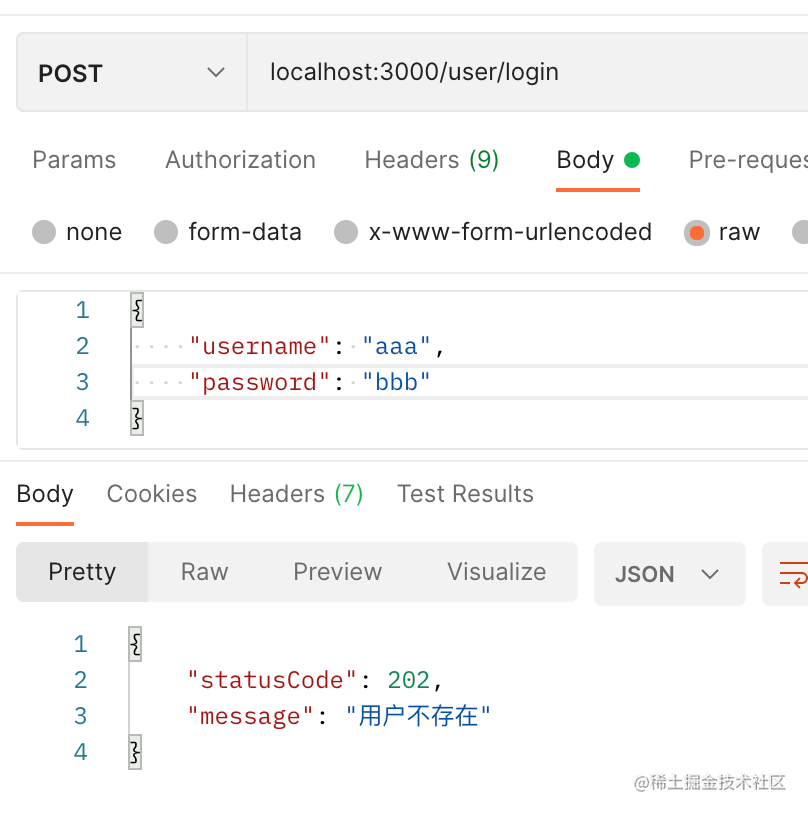 POST localhost:3000/user/login
Params Authorization Headers (9) Body Pre-reques
none form-data x-www-form-urlencoded raw
1 {
2 "username": "aaa",
3 "password": "bbb"
4 }
Body Cookies Headers (7) Test Results
Pretty Raw Preview Visualize JSON
1 {
2 "statusCode": 202,
3 "message": "用户不存在"
4 }
@稀土掘金技术社区